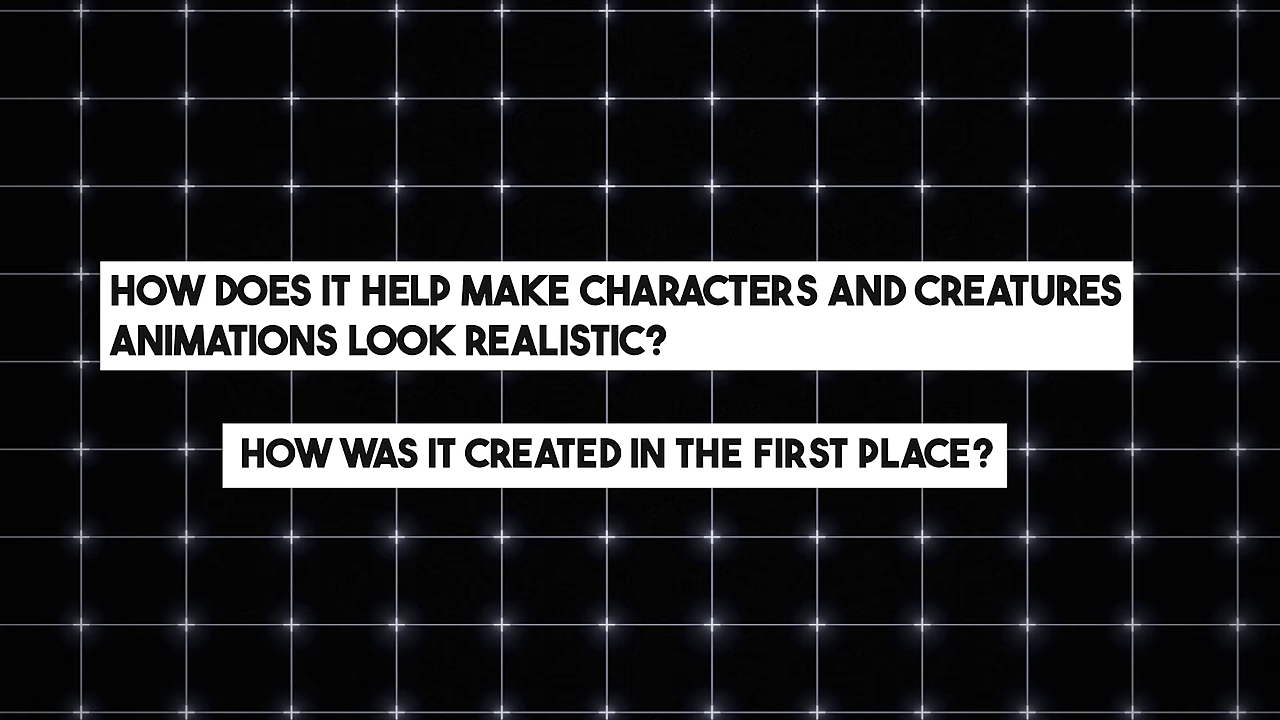 HOW DOES IT HELP MAKE CHARACTERS AND CREATURES
ANIMATIONS LOOK REALISTIC?
HOW WAS IT CREATED IN THE FIRST PLACE?